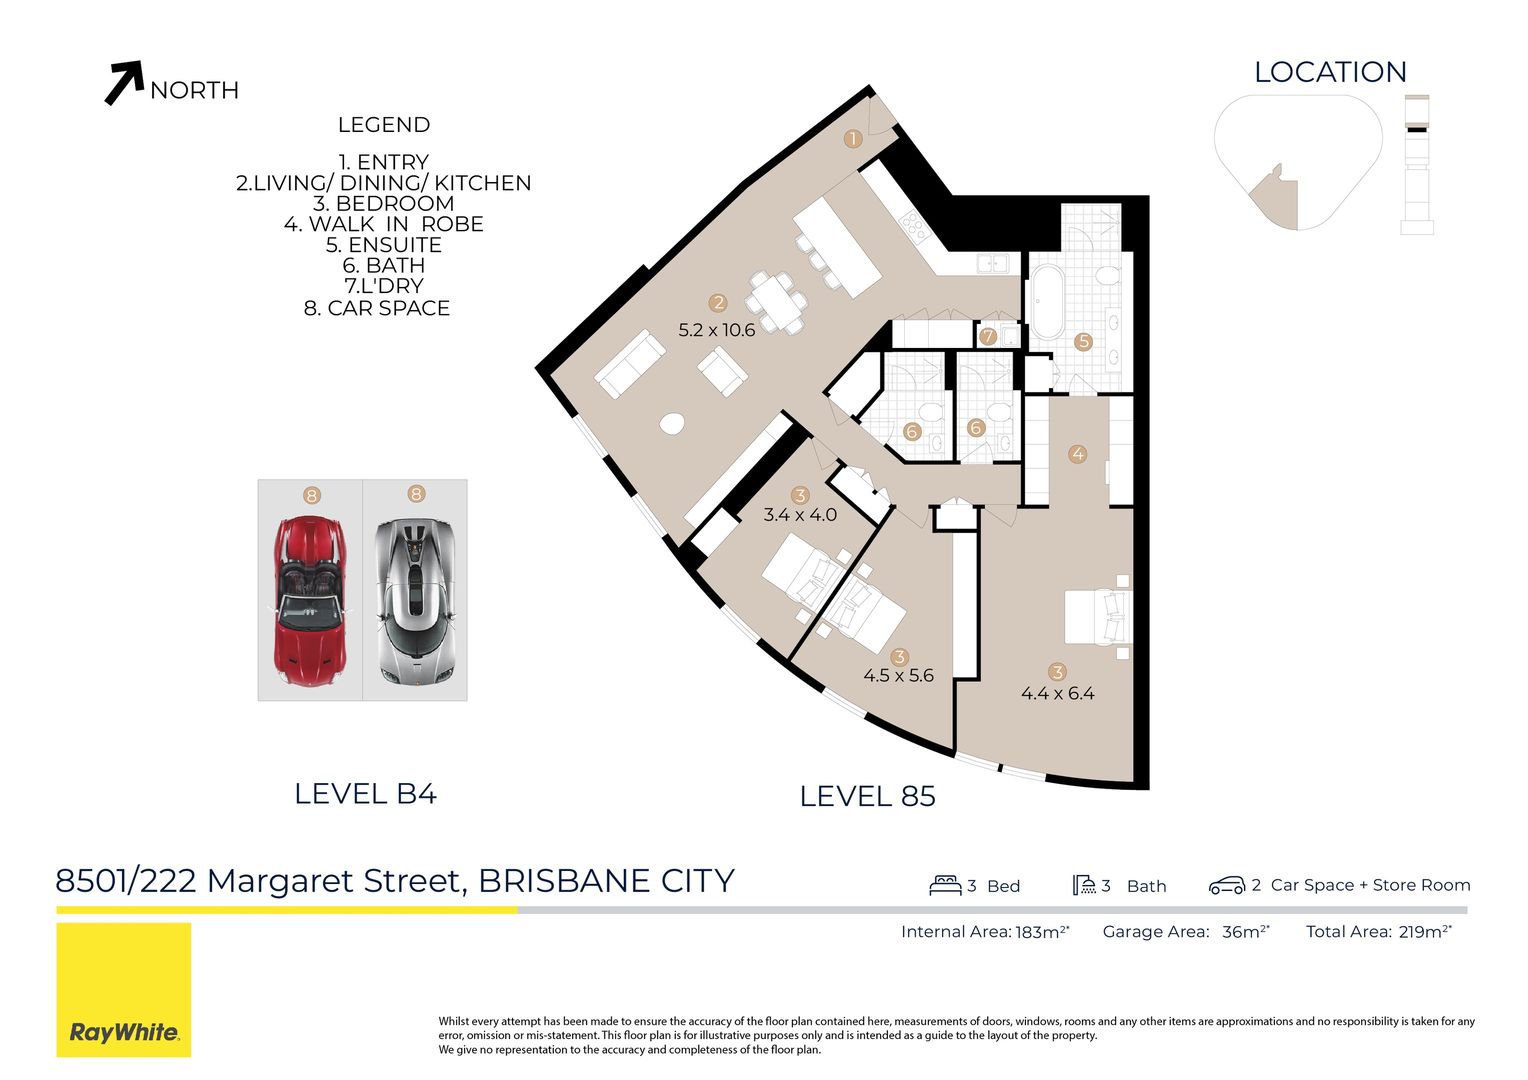 NORTH
LEGEND
1. ENTRY
2.LIVING/ DINING/ KITCHEN
3. BEDROOM
4. WALK IN ROBE
5. ENSUITE
6. BATH
7.L'DRY
8. CAR SPACE
LOCATION
1
2
5.2 x 10.6
7
5
6
6
4
3
3.4 x 4.0
3
4.5 x 5.6
3
4.4 x 6.4
8
8
LEVEL B4
LEVEL 85
8501/222 Margaret Street, BRISBANE CITY
3 Bed
3 Bath
2 Car Space + Store Room
Internal Area: 183m²*
Garage Area: 36m²*
Total Area: 219m²*
RayWhite.
Whilst every attempt has been made to ensure the accuracy of the floor plan contained here, measurements of doors, windows, rooms and any other items are approximations and no responsibility is taken for any
error, omission or mis-statement. This floor plan is for illustrative purposes only and is intended as a guide to the layout of the property.
We give no representation to the accuracy and completeness of the floor plan.